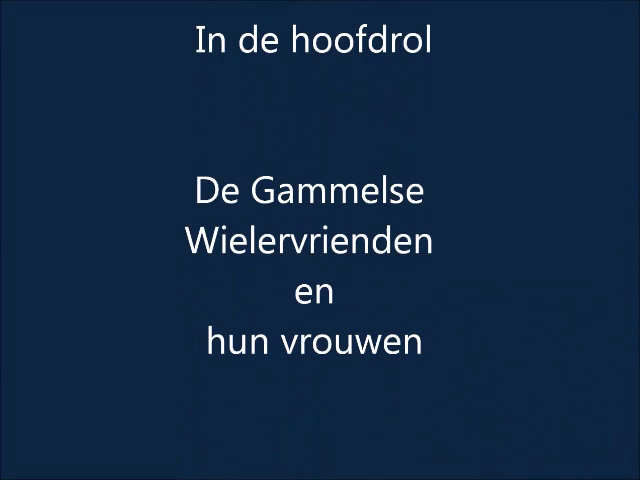 In de hoofdrol
De Gammelse
Wielervrienden
en
hun vrouwen